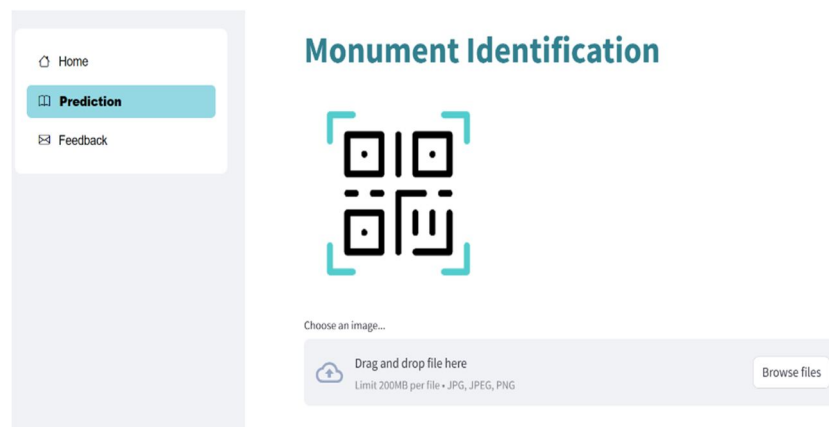 Home
Prediction
Feedback
Monument Identification
Choose an image...
Drag and drop file here
Limit 200MB per file • JPG, JPEG, PNG
Browse files